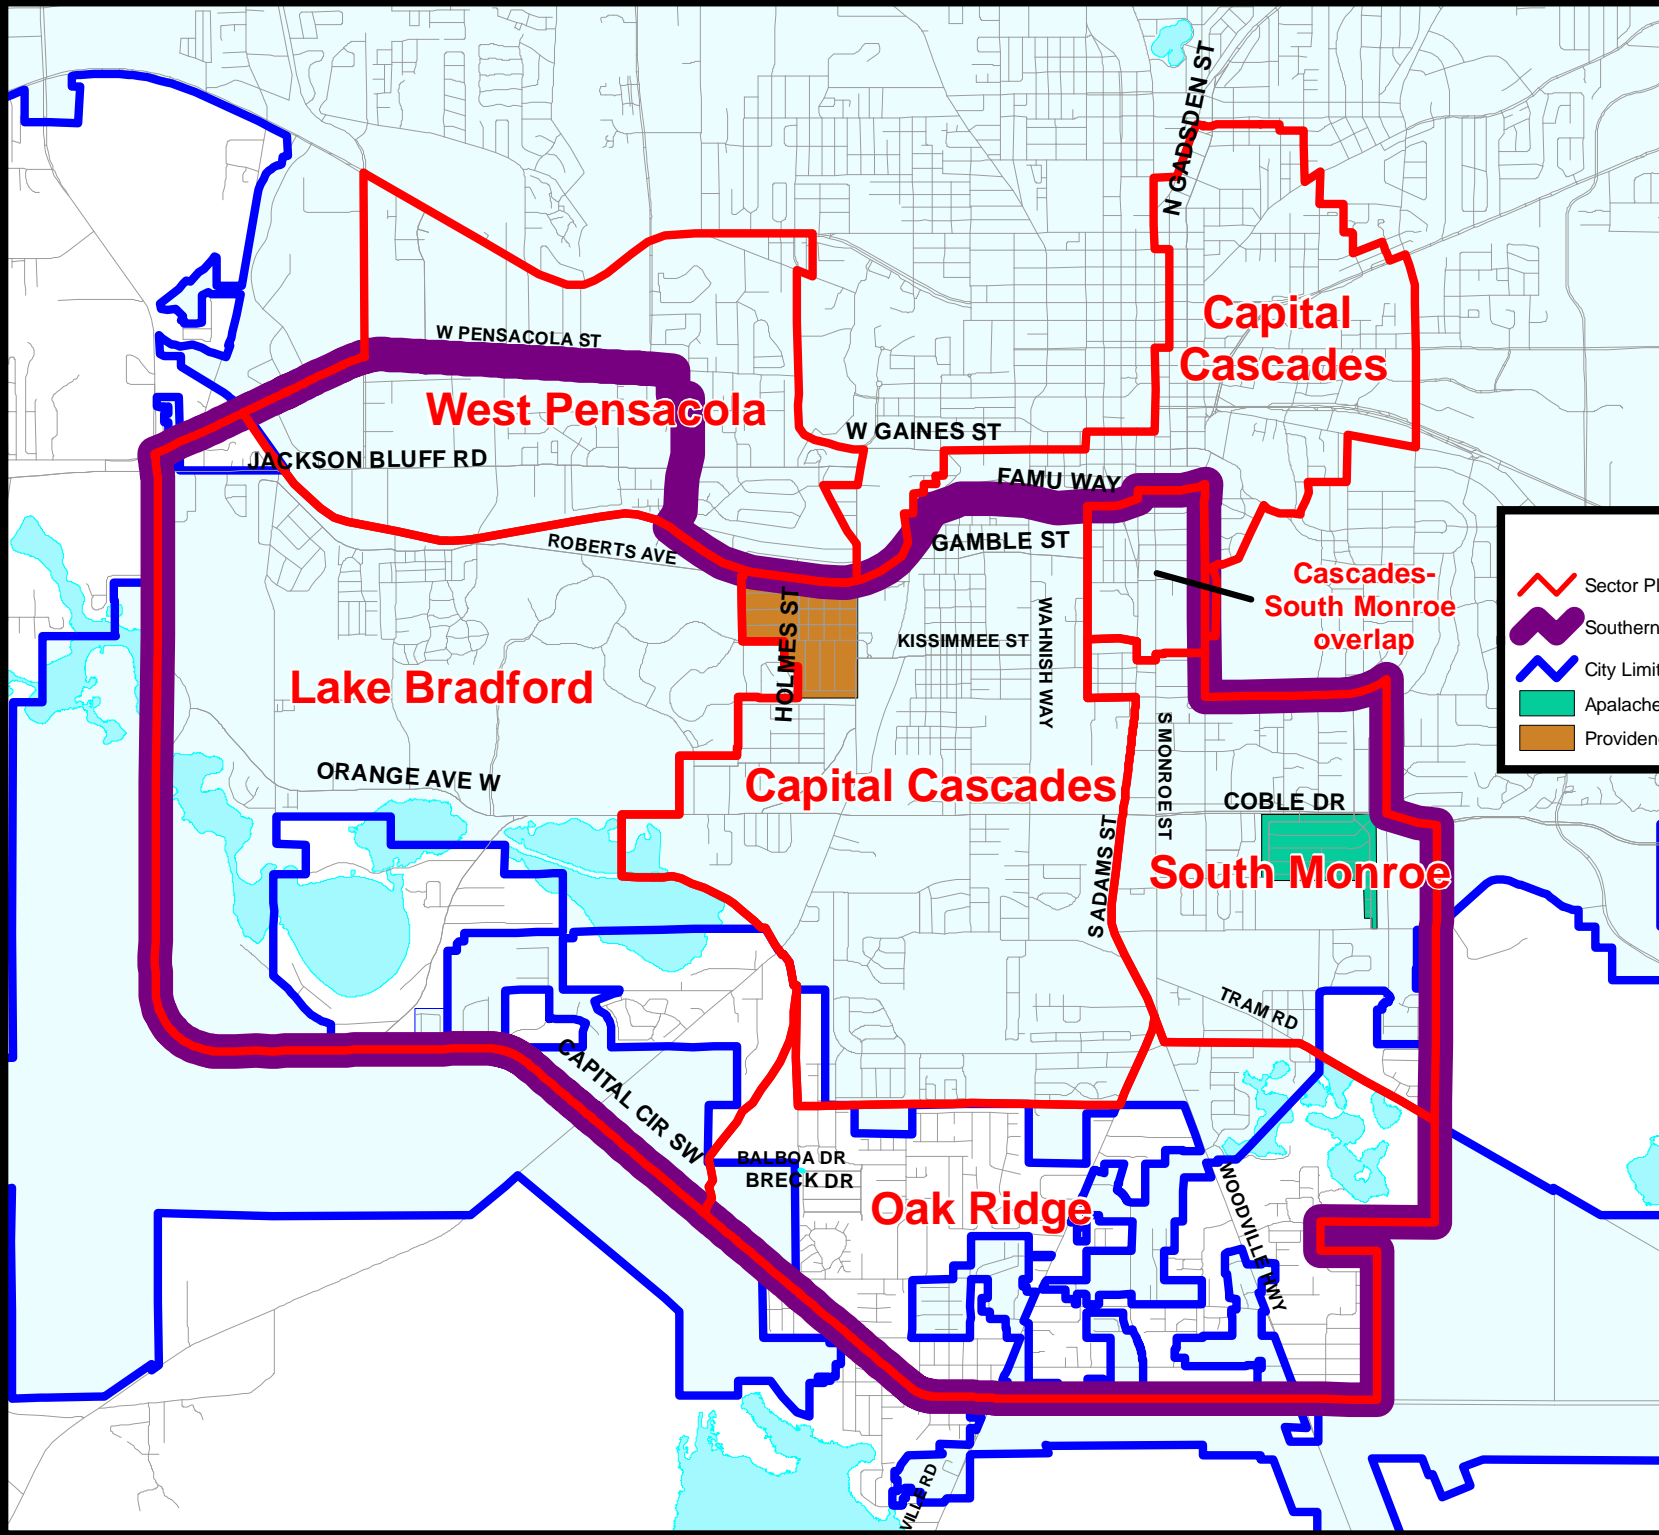 N GADSDEN ST
Capital
Cascades
W PENSACOLA ST
West Pensacola
W GAINES ST
JACKSON BLUFF RD
FAMU WAY
GAMBLE ST
ROBERTS AVE
Cascades-
South Monroe
overlap
Sector Pl
Southern
City Limit
Apalache
Providen
HOLMES ST
KISSIMMEE ST
WAHNISH WAY
Lake Bradford
S MONROE ST
ORANGE AVE W
Capital Cascades
COBLE DR
S ADAMS ST
South Monroe
TRAM RD
CAPITAL CIR SW
BALBOA DR
BRECK DR
Oak Ridge
WOODVILLE HWY
VILLE RD